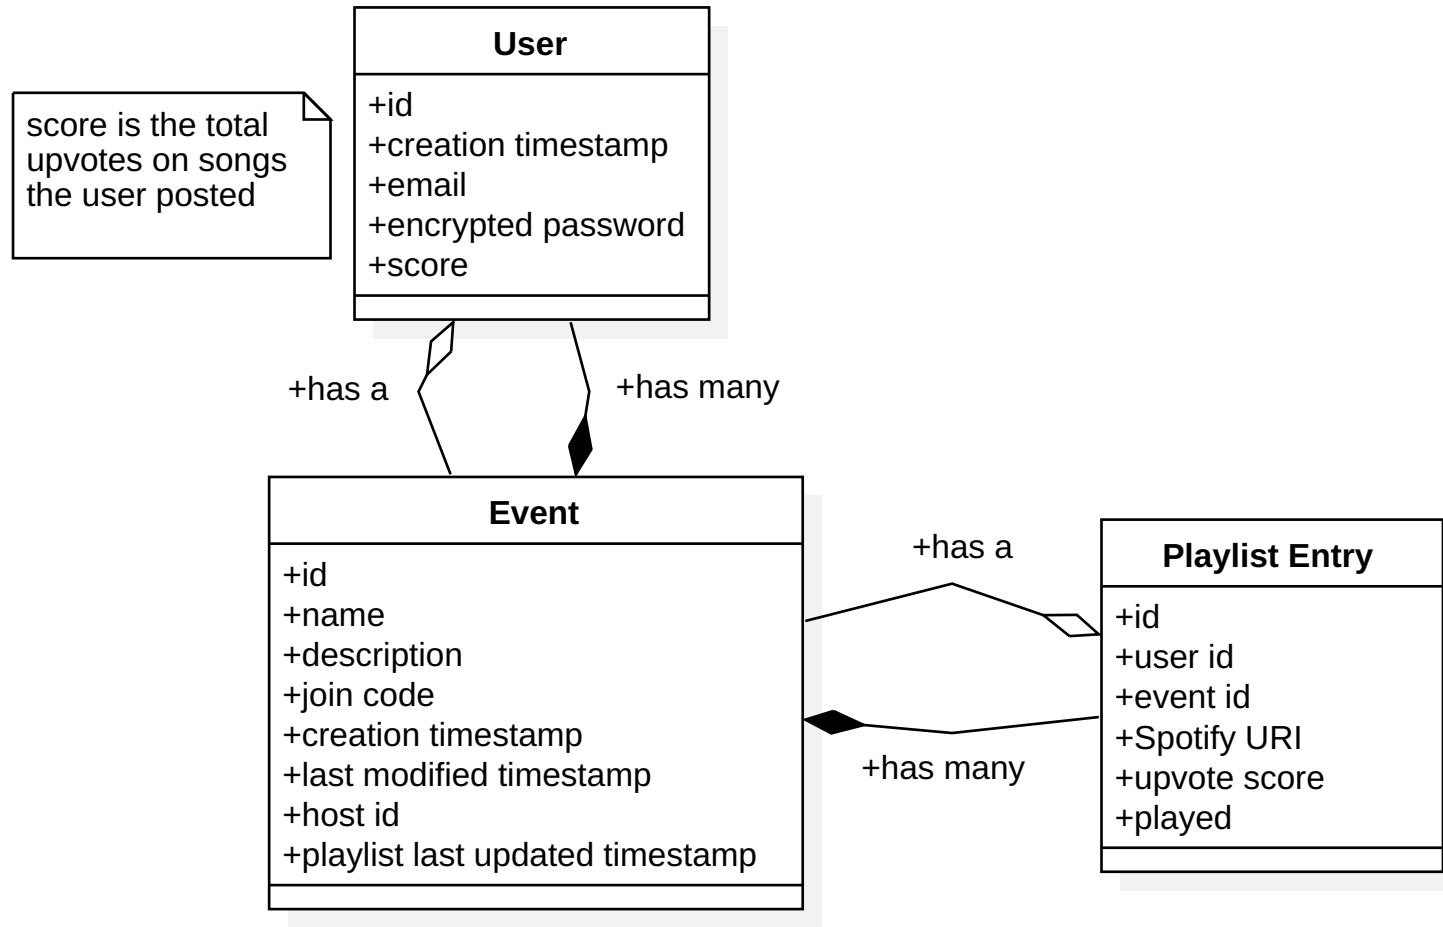 User
+id
+creation timestamp
+email
+encrypted password
+score
score is the total
upvotes on songs
the user posted
+has a
+has many
Event
+id
+name
+description
+join code
+creation timestamp
+last modified timestamp
+host id
+playlist last updated timestamp
+has a
+has many
Playlist Entry
+id
+user id
+event id
+Spotify URI
+upvote score
+played